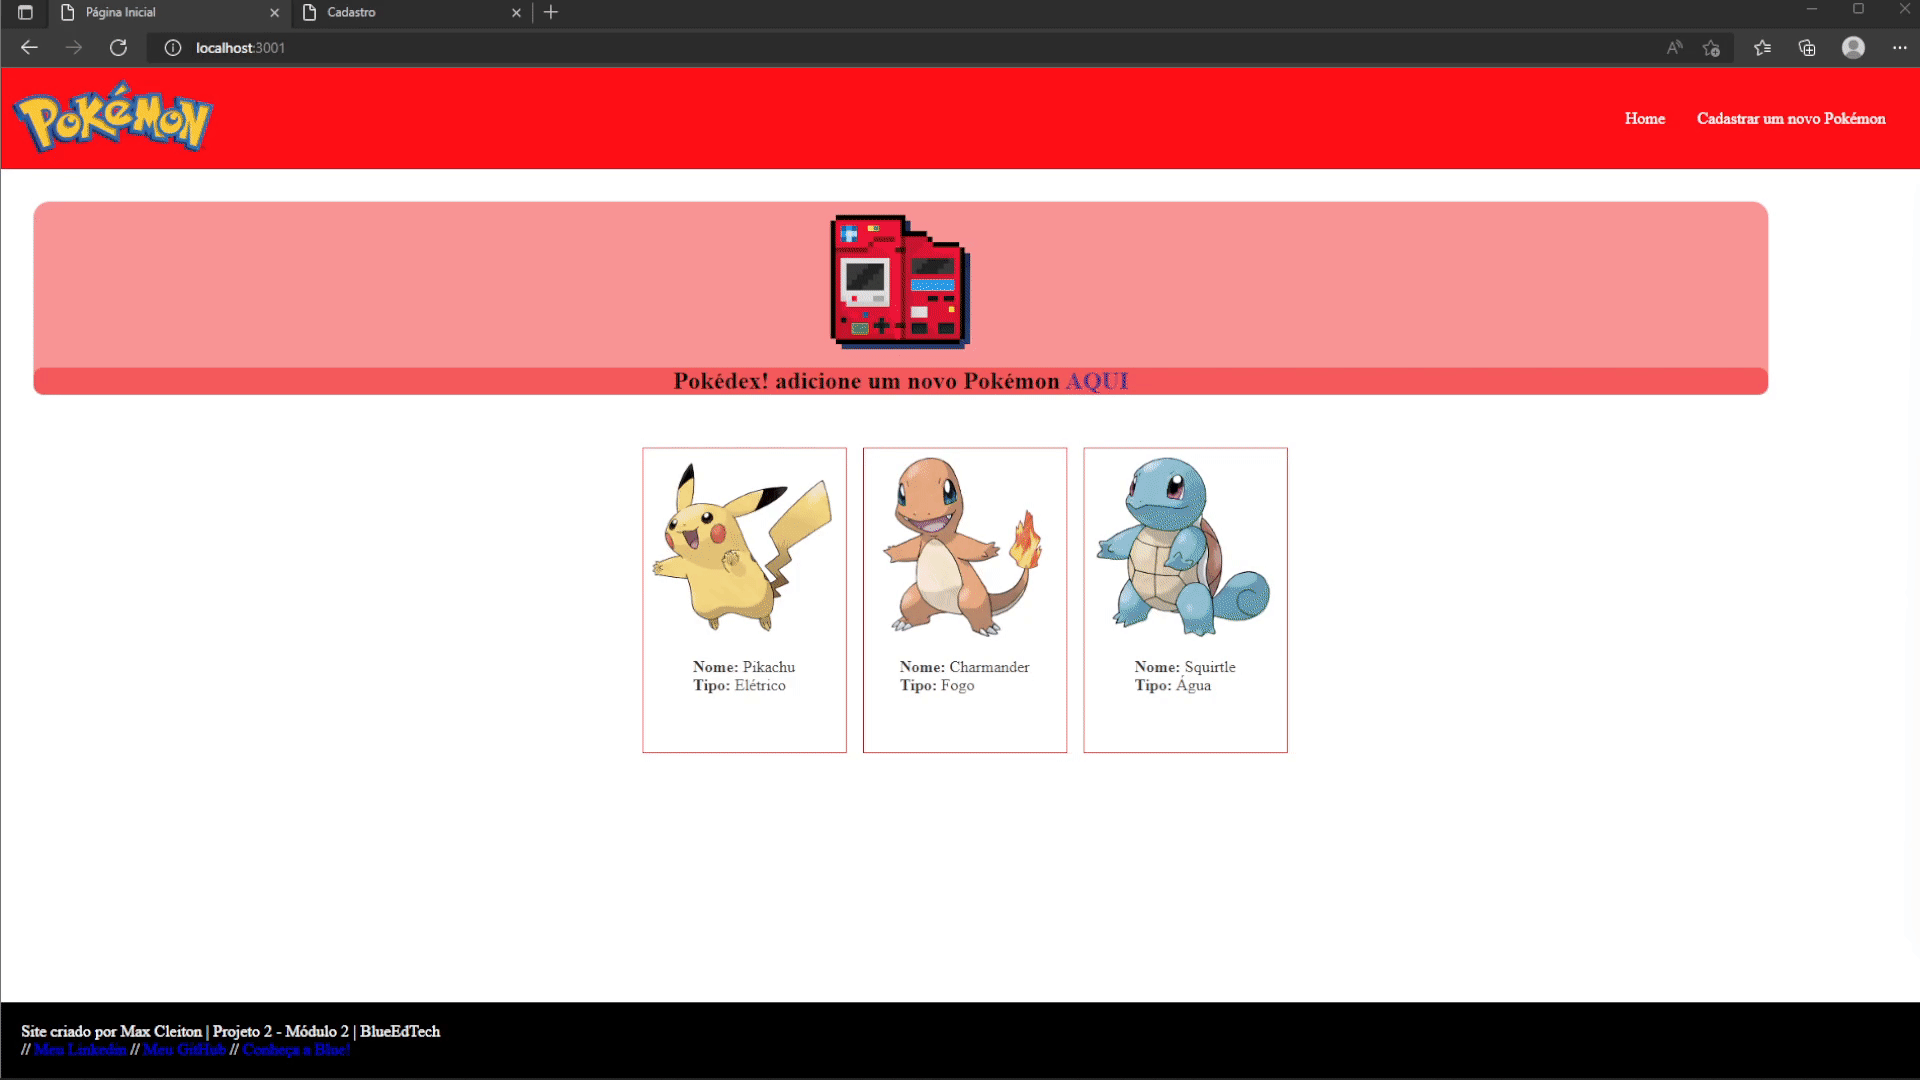 Página Inicial
Cadastro
localhost:3001
POKéMON
Home
Cadastrar um novo Pokémon
Pokédex! adicione um novo Pokémon AQUI
Nome: Pikachu
Tipo: Elétrico
Nome: Charmander
Tipo: Fogo
Nome: Squirtle
Tipo: Água
Site criado por Max Cleiton | Projeto 2 - Módulo 2 | BlueEdTech
// Meu Linkedin // Meu GitHub // Conheça a Blue!